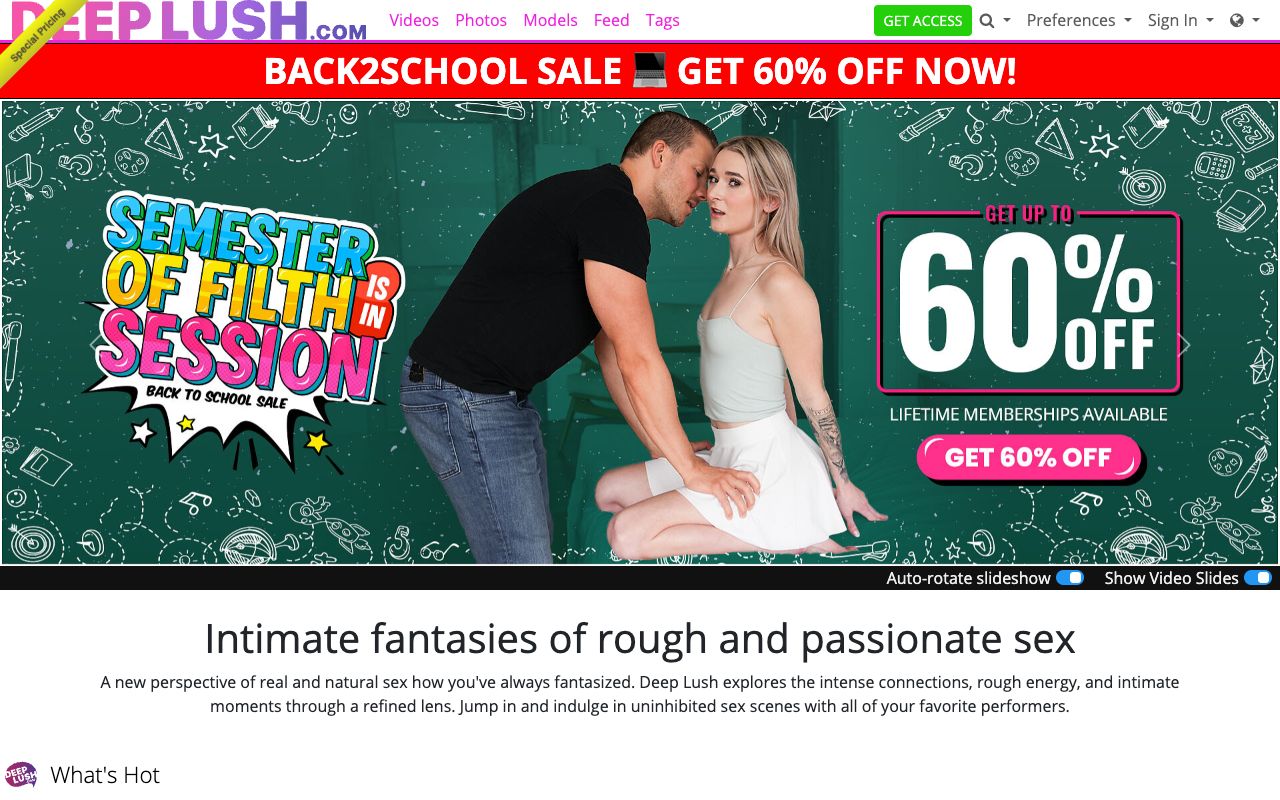 Special Pricing
DEEP LUSH.COM
Videos Photos Models Feed Tags
GET ACCESS
Preferences
Sign In
BACK2SCHOOL SALE 💻 GET 60% OFF NOW!
SEMESTER
OF FILTH
IS
IN
SESSION
BACK TO SCHOOL SALE
GET UP TO
60%
OFF
LIFETIME MEMBERSHIPS AVAILABLE
GET 60% OFF
abc
Auto-rotate slideshow
Show Video Slides
Intimate fantasies of rough and passionate sex
A new perspective of real and natural sex how you've always fantasized. Deep Lush explores the intense connections, rough energy, and intimate
moments through a refined lens. Jump in and indulge in uninhibited sex scenes with all of your favorite performers.
DEEP
LUSH
What's Hot